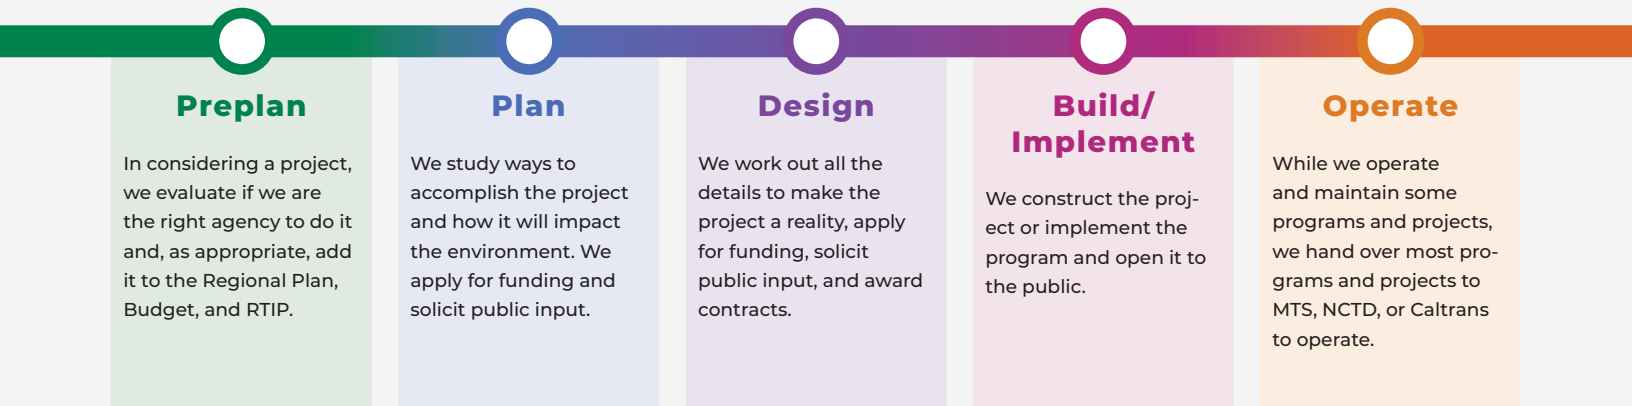 Preplan
In considering a project,
we evaluate if we are
the right agency to do it
and, as appropriate, add
it to the Regional Plan,
Budget, and RTIP.
Plan
We study ways to
accomplish the project
and how it will impact
the environment. We
apply for funding and
solicit public input.
Design
We work out all the
details to make the
project a reality, apply
for funding, solicit
public input, and award
contracts.
Build/
Implement
We construct the proj-
ect or implement the
program and open it to
the public.
Operate
While we operate
and maintain some
programs and projects,
we hand over most pro-
grams and projects to
MTS, NCTD, or Caltrans
to operate.